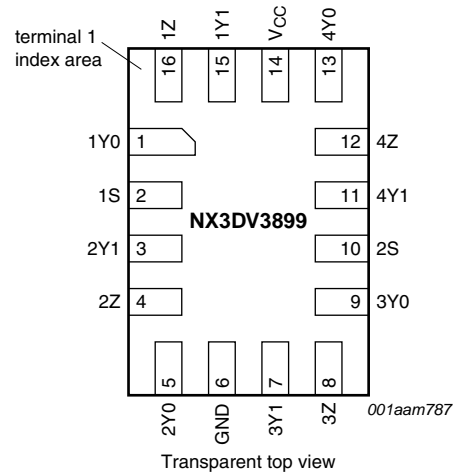 terminal 1
index area
1Z
1Y1
VCC
4Y0
16
15
14
13
1Y0 1
12 4Z
1S 2
11 4Y1
NX3DV3899
2Y1 3
10 2S
2Z 4
9 3Y0
5
6
7
8
2Y0
GND
3Y1
3Z
001aam787
Transparent top view